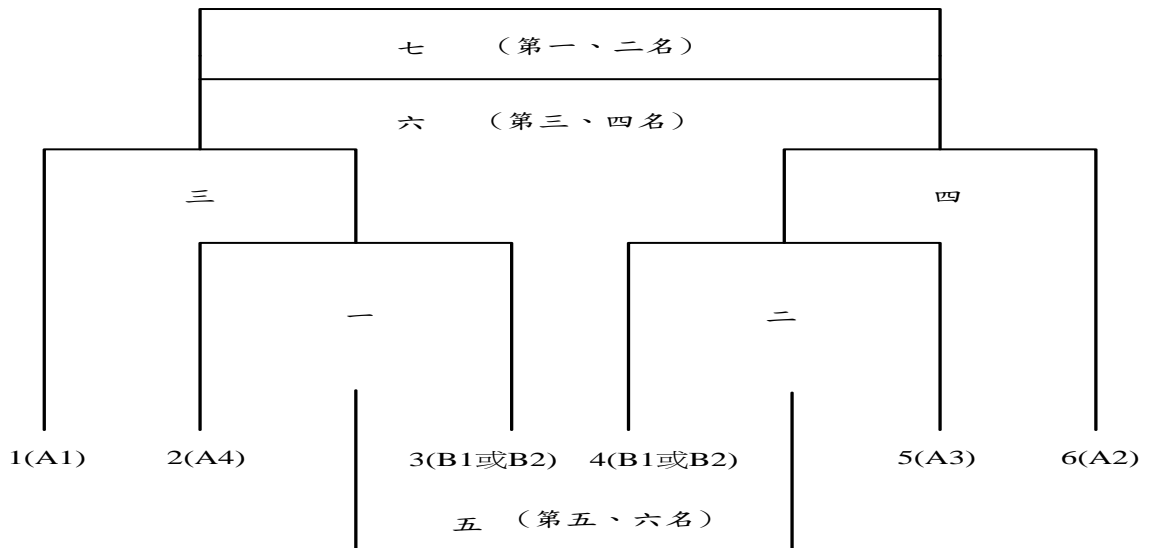 七 （第一、二名）
六 （第三、四名）
三 四
一 二
1(A1) 2(A4) 3(B1或B2) 4(B1或B2) 5(A3) 6(A2)
五 （第五、六名）